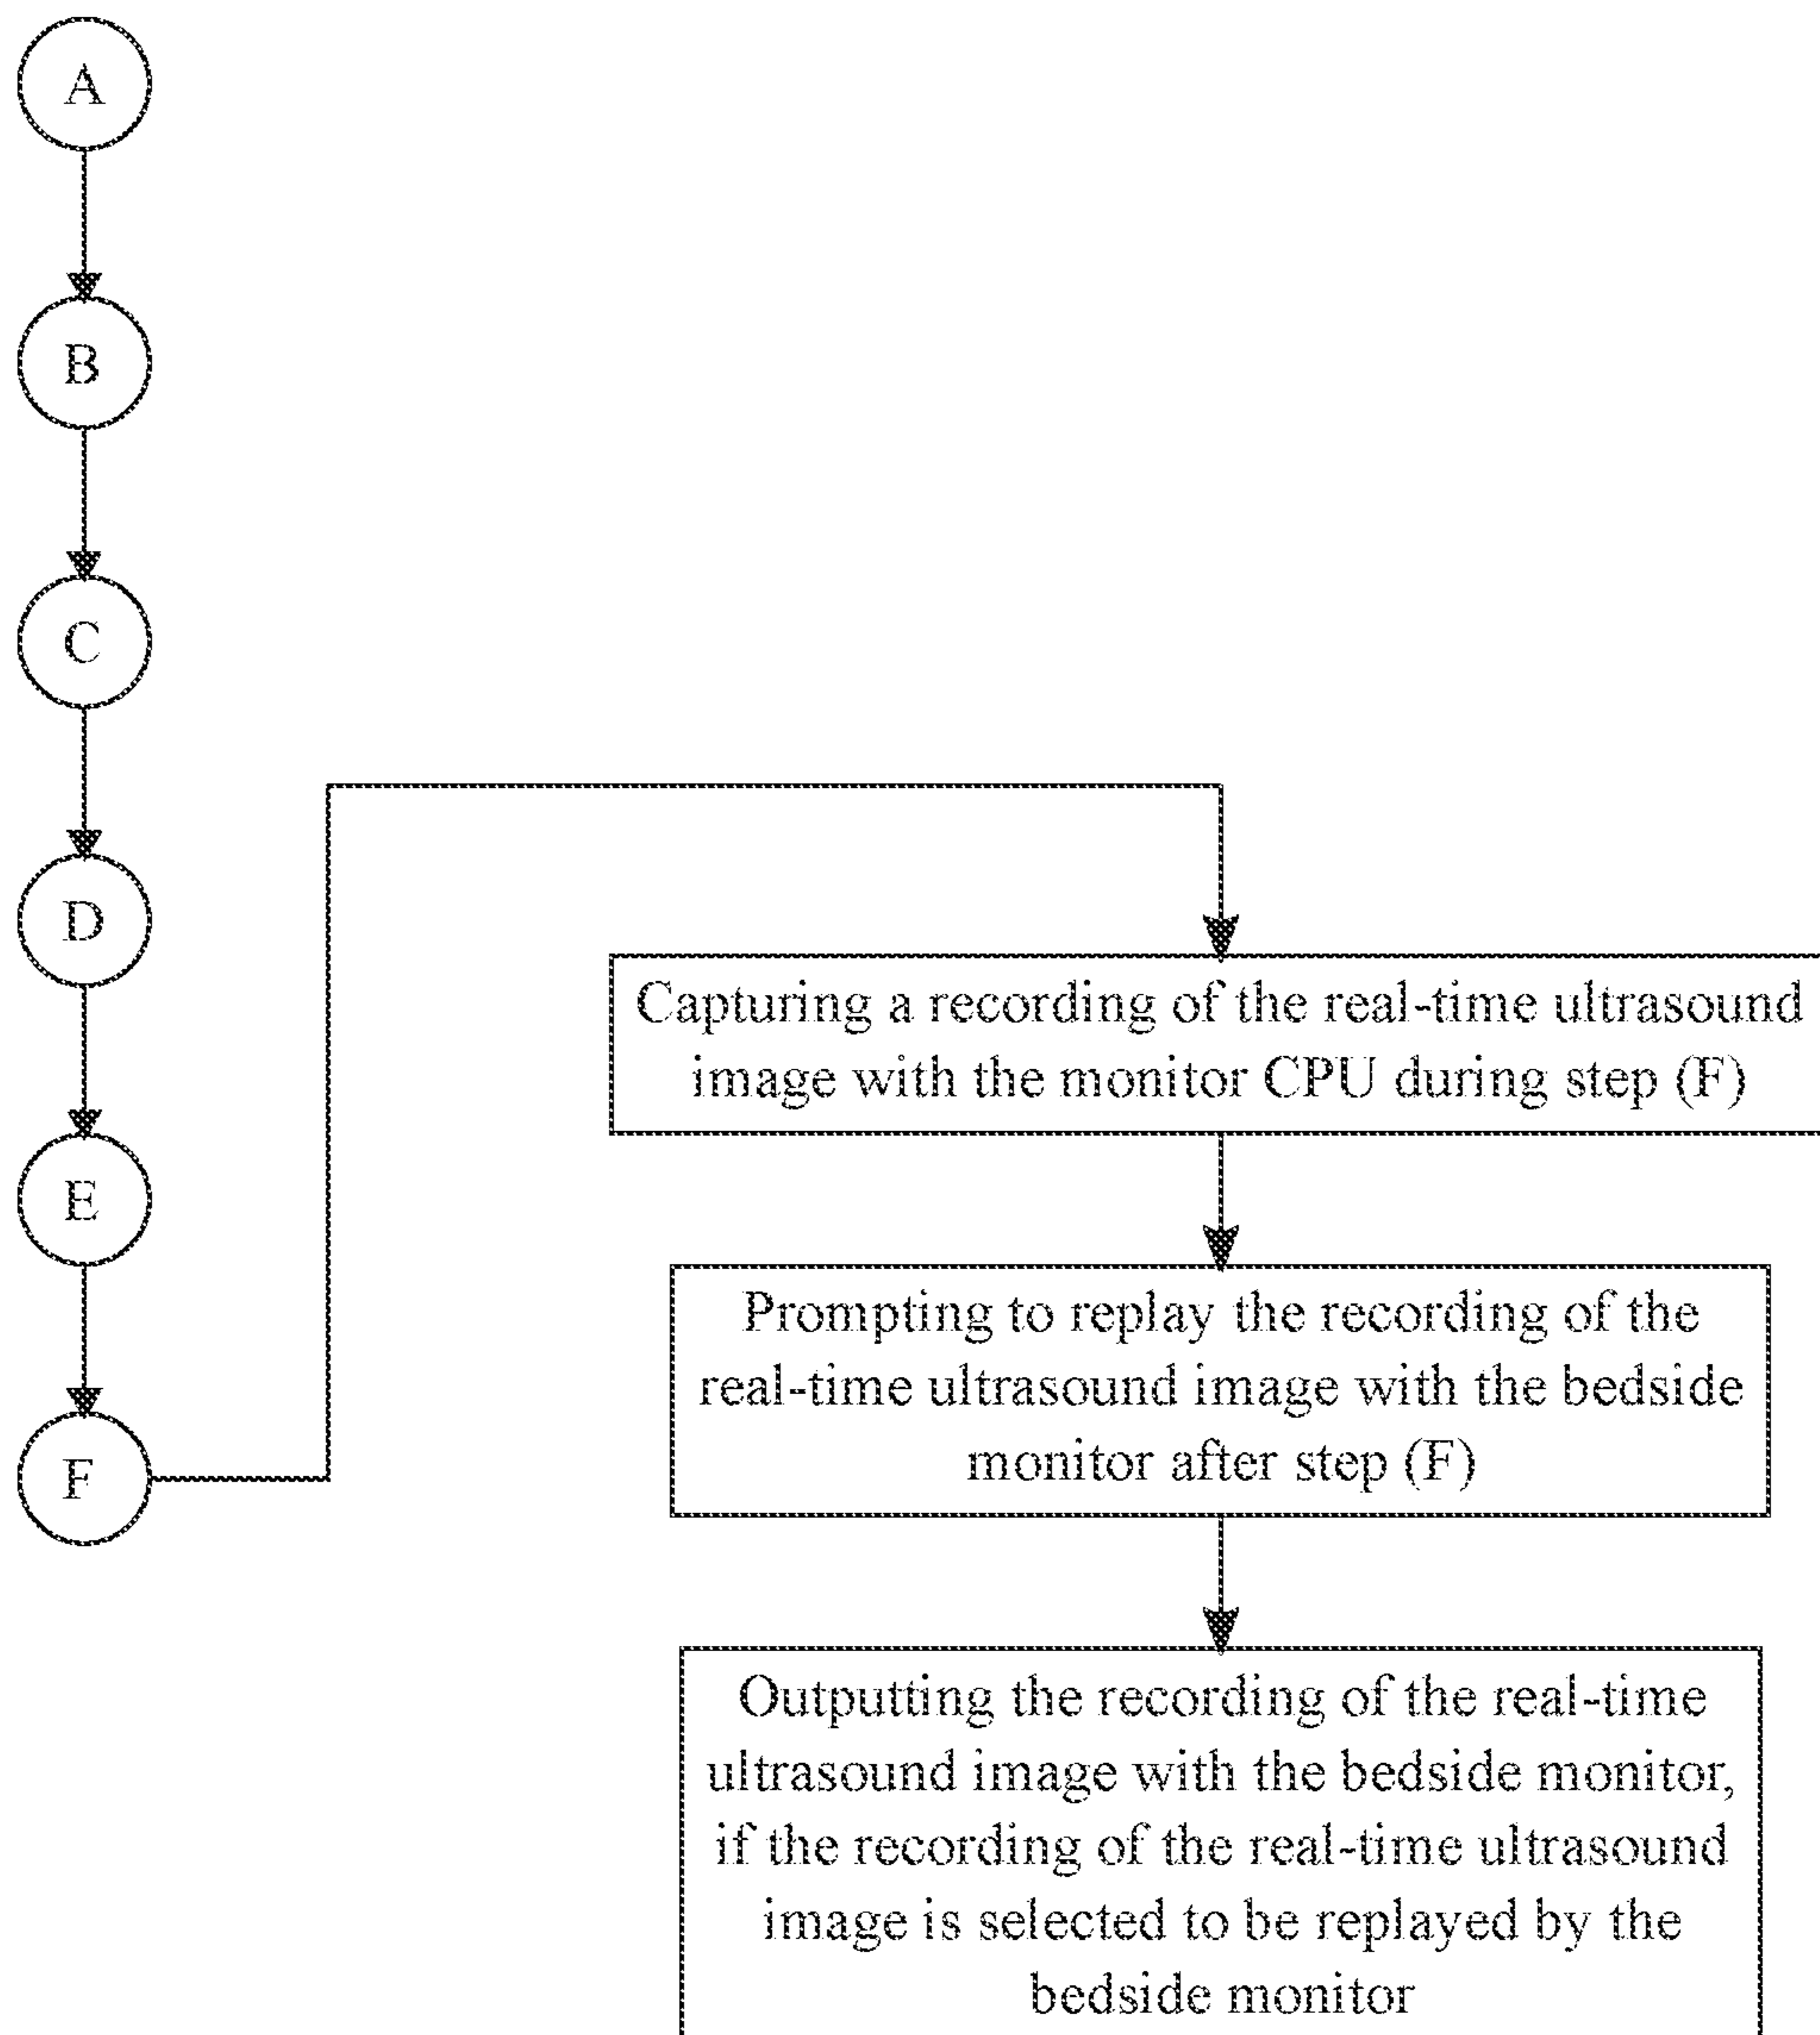 A
B
C
D
E
F
Capturing a recording of the real-time ultrasound
image with the monitor CPU during step (F)
Prompting to replay the recording of the
real-time ultrasound image with the bedside
monitor after step (F)
Outputting the recording of the real-time
ultrasound image with the bedside monitor,
if the recording of the real-time ultrasound
image is selected to be replayed by the
bedside monitor